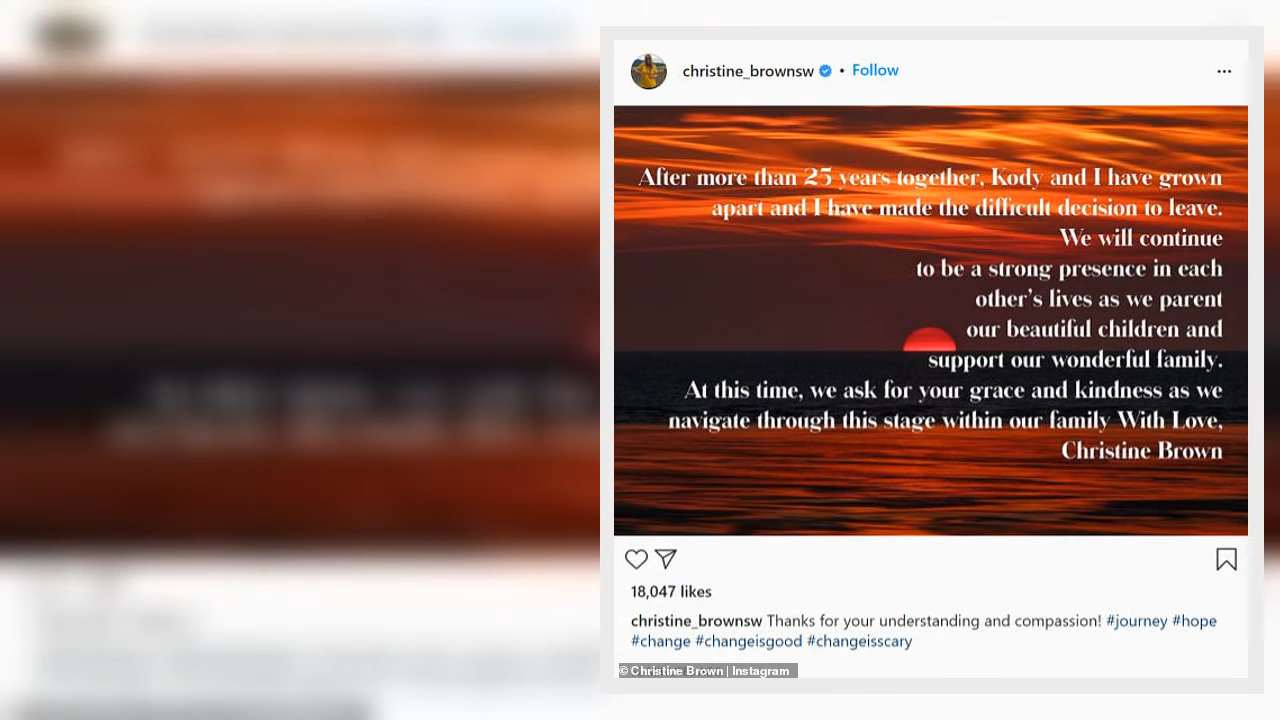 christine_brownsw • Follow
After more than 25 years together, Kody and I have grown
apart and I have made the difficult decision to leave.
We will continue
to be a strong presence in each
other's lives as we parent
our beautiful children and
support our wonderful family.
At this time, we ask for your grace and kindness as we
navigate through this stage within our family With Love,
Christine Brown
18,047 likes
christine_brownsw Thanks for your understanding and compassion! #journey #hope
#change #changeisgood #changeisscary
© Christine Brown | Instagram